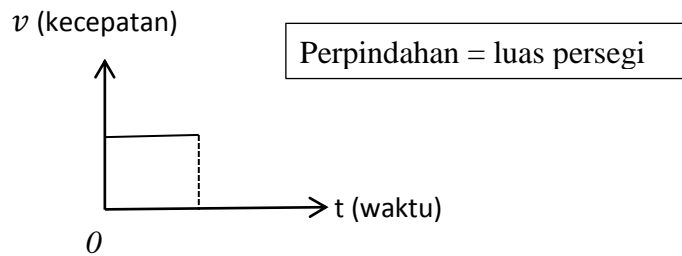 v (kecepatan)
Perpindahan = luas persegi
t (waktu)
0